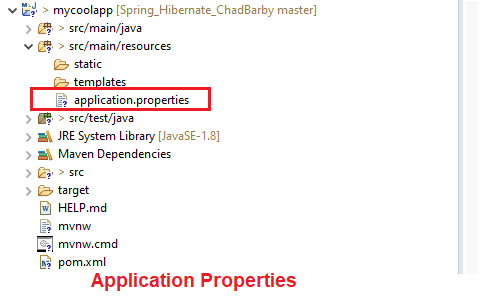 > mycoolapp [Spring_Hibernate_ChadBarby master]
> src/main/java
> src/main/resources
static
templates
application.properties
> src/test/java
JRE System Library [JavaSE-1.8]
Maven Dependencies
> src
target
HELP.md
mvnw
mvnw.cmd
pom.xml
Application Properties